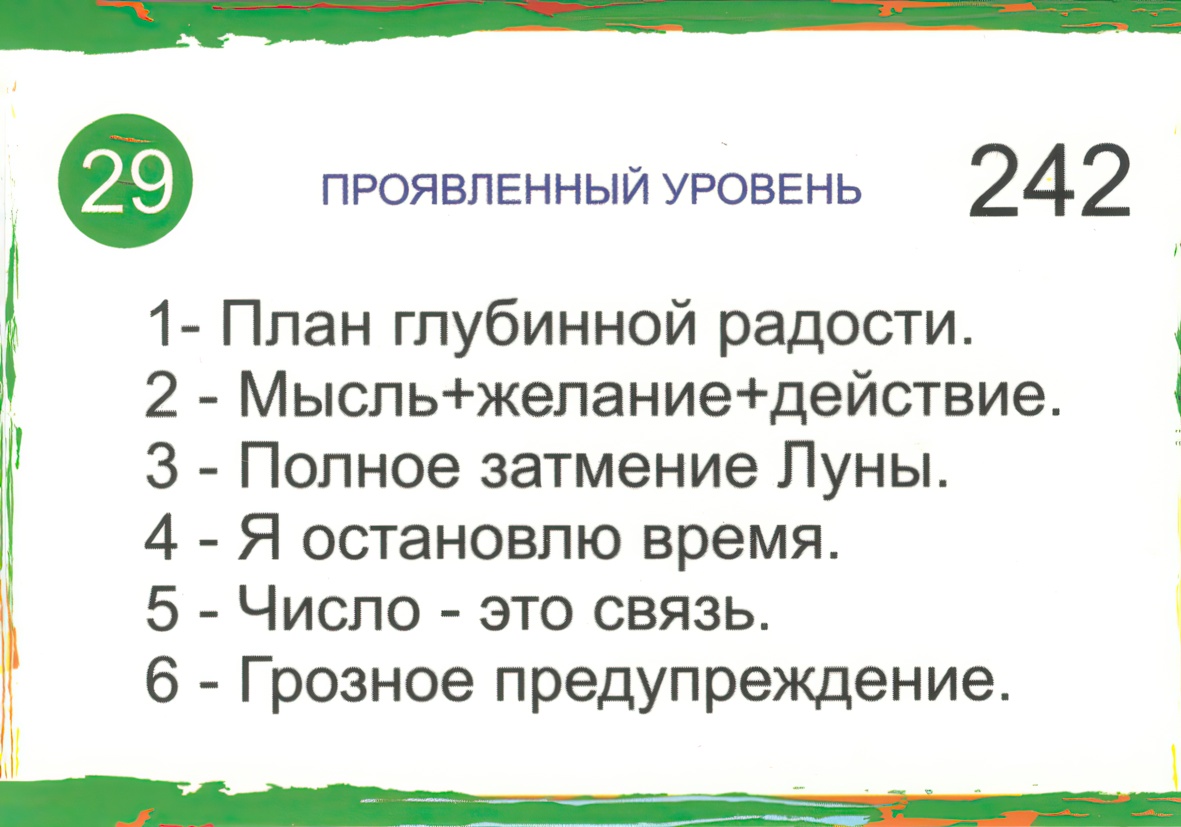 29
ПРОЯВЛЕННЫЙ УРОВЕНЬ
242
1- План глубинной радости.
2 - Мысль+желание+действие.
3 - Полное затмение Луны.
4 - Я остановлю время.
5 - Число - это связь.
6 - Грозное предупреждение.